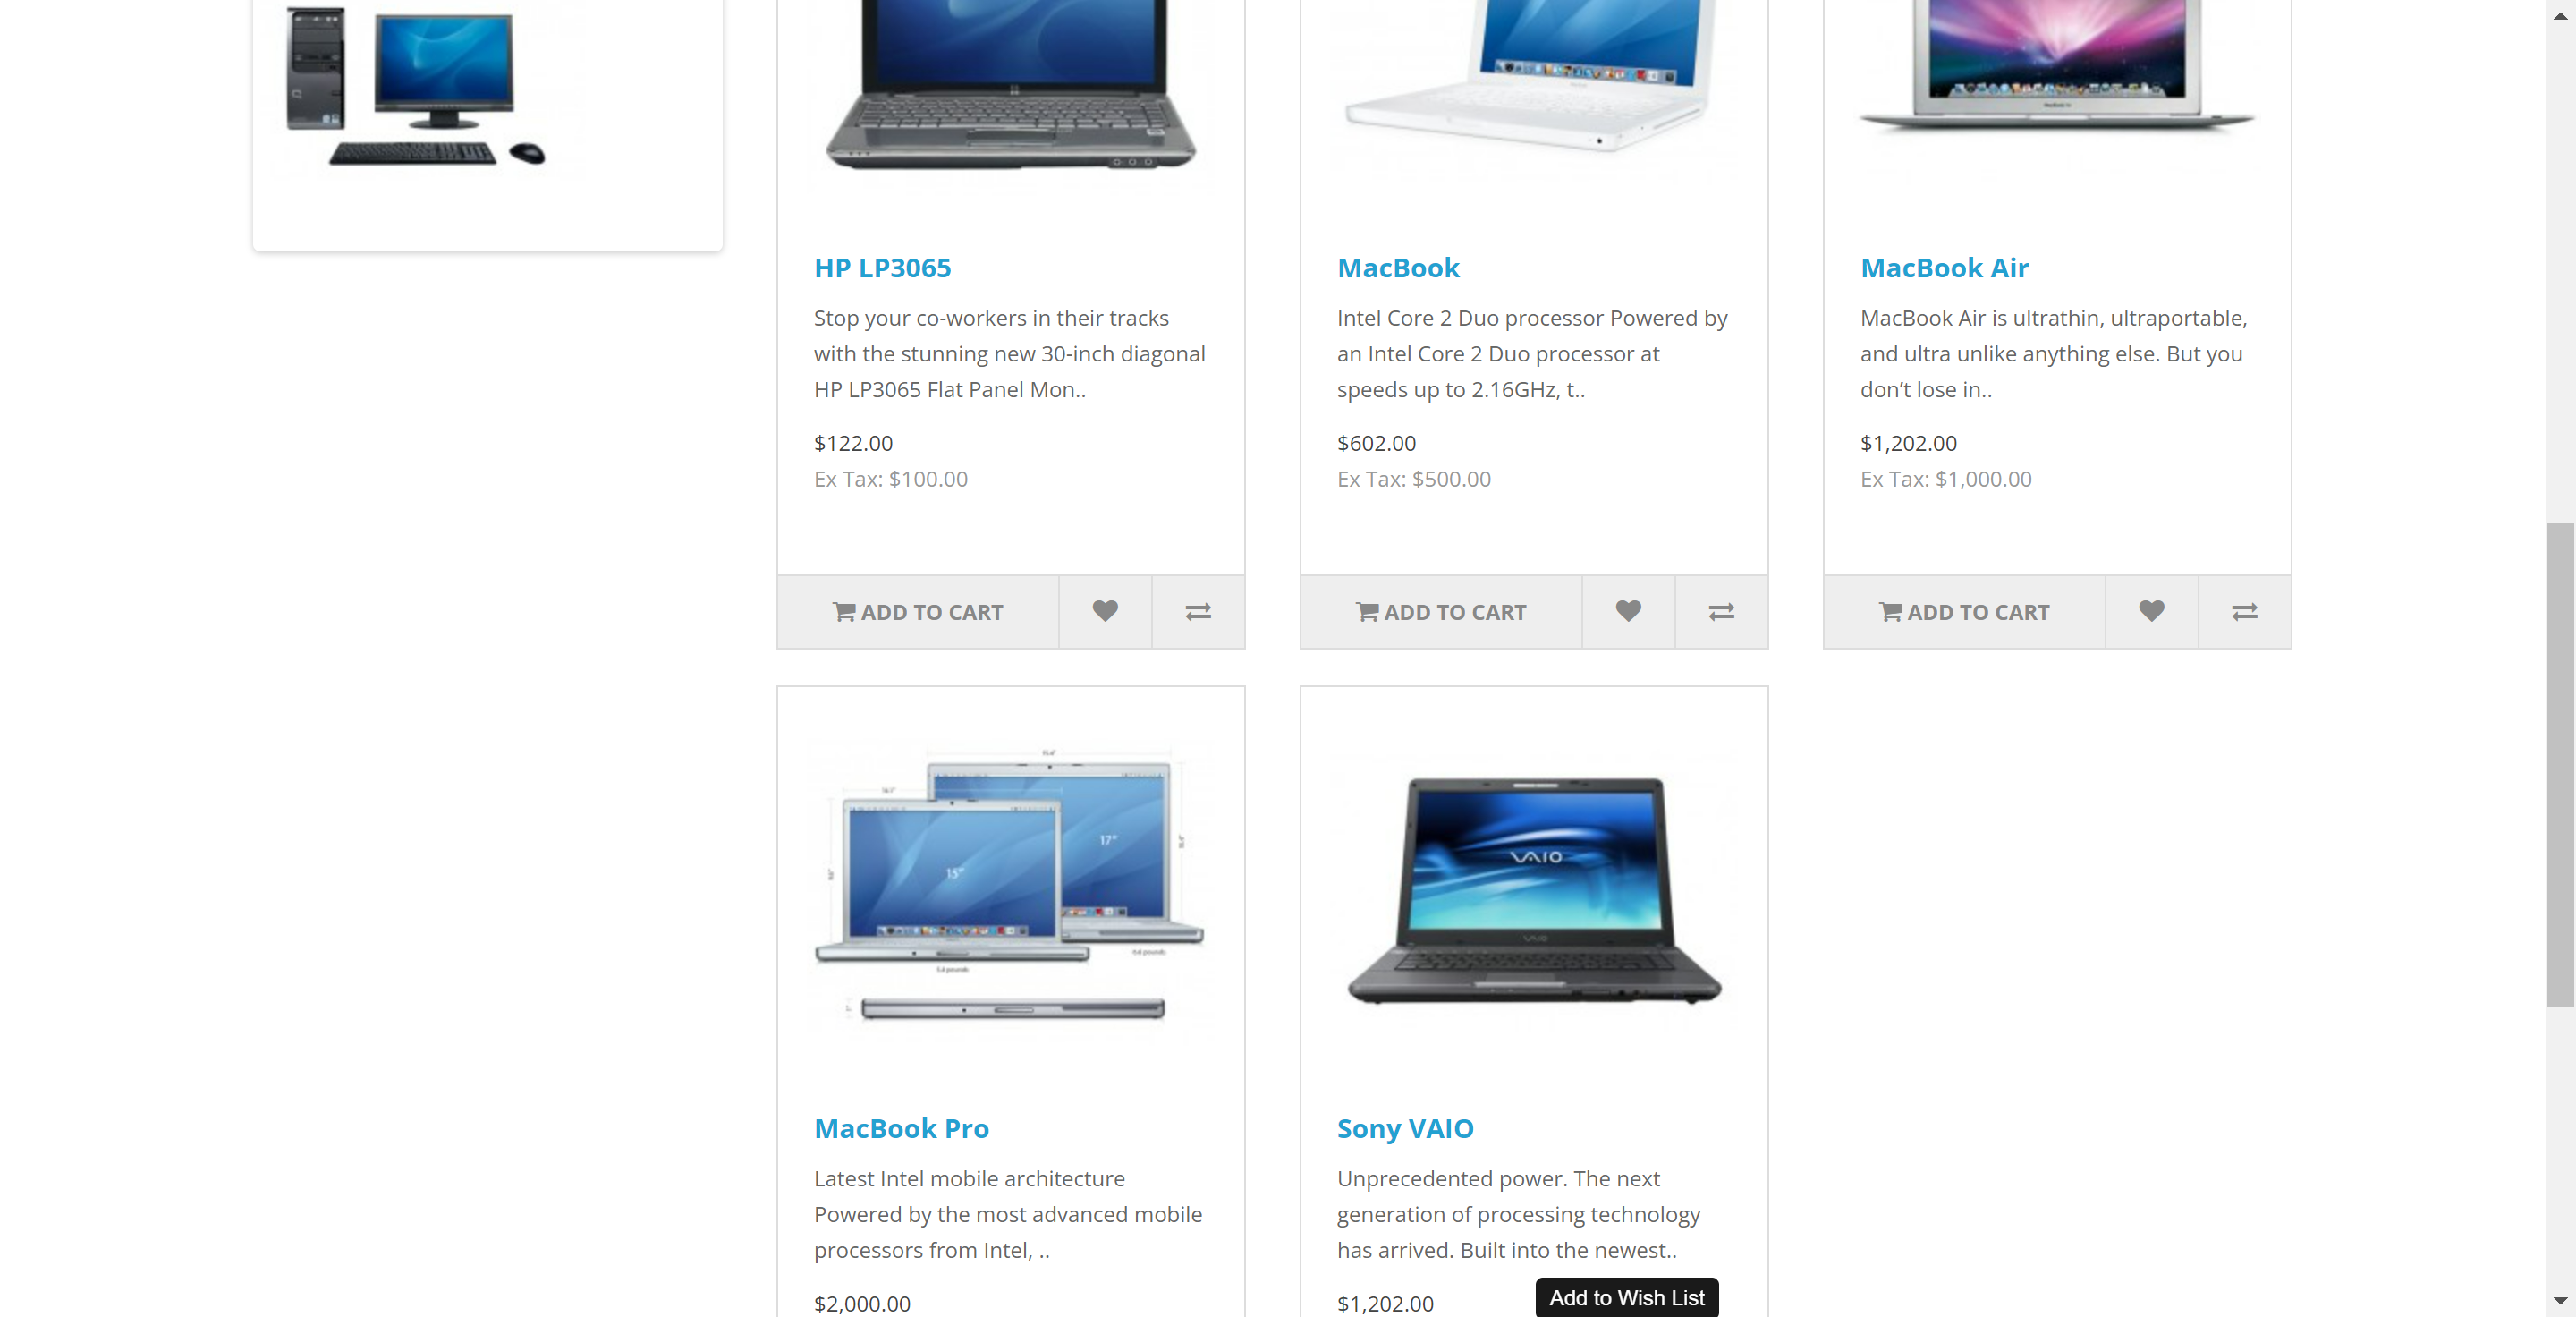 HP LP3065
Stop your co-workers in their tracks
with the stunning new 30-inch diagonal
HP LP3065 Flat Panel Mon..
$122.00
Ex Tax: $100.00
ADD TO CART
MacBook
Intel Core 2 Duo processor Powered by
an Intel Core 2 Duo processor at
speeds up to 2.16GHz, t..
$602.00
Ex Tax: $500.00
ADD TO CART
MacBook Air
MacBook Air is ultrathin, ultraportable,
and ultra unlike anything else. But you
don’t lose in..
$1,202.00
Ex Tax: $1,000.00
ADD TO CART
15"
17"
MacBook Pro
Latest Intel mobile architecture
Powered by the most advanced mobile
processors from Intel, ..
$2,000.00
VAIO
VAIO
Sony VAIO
Unprecedented power. The next
generation of processing technology
has arrived. Built into the newest..
$1,202.00
Add to Wish List